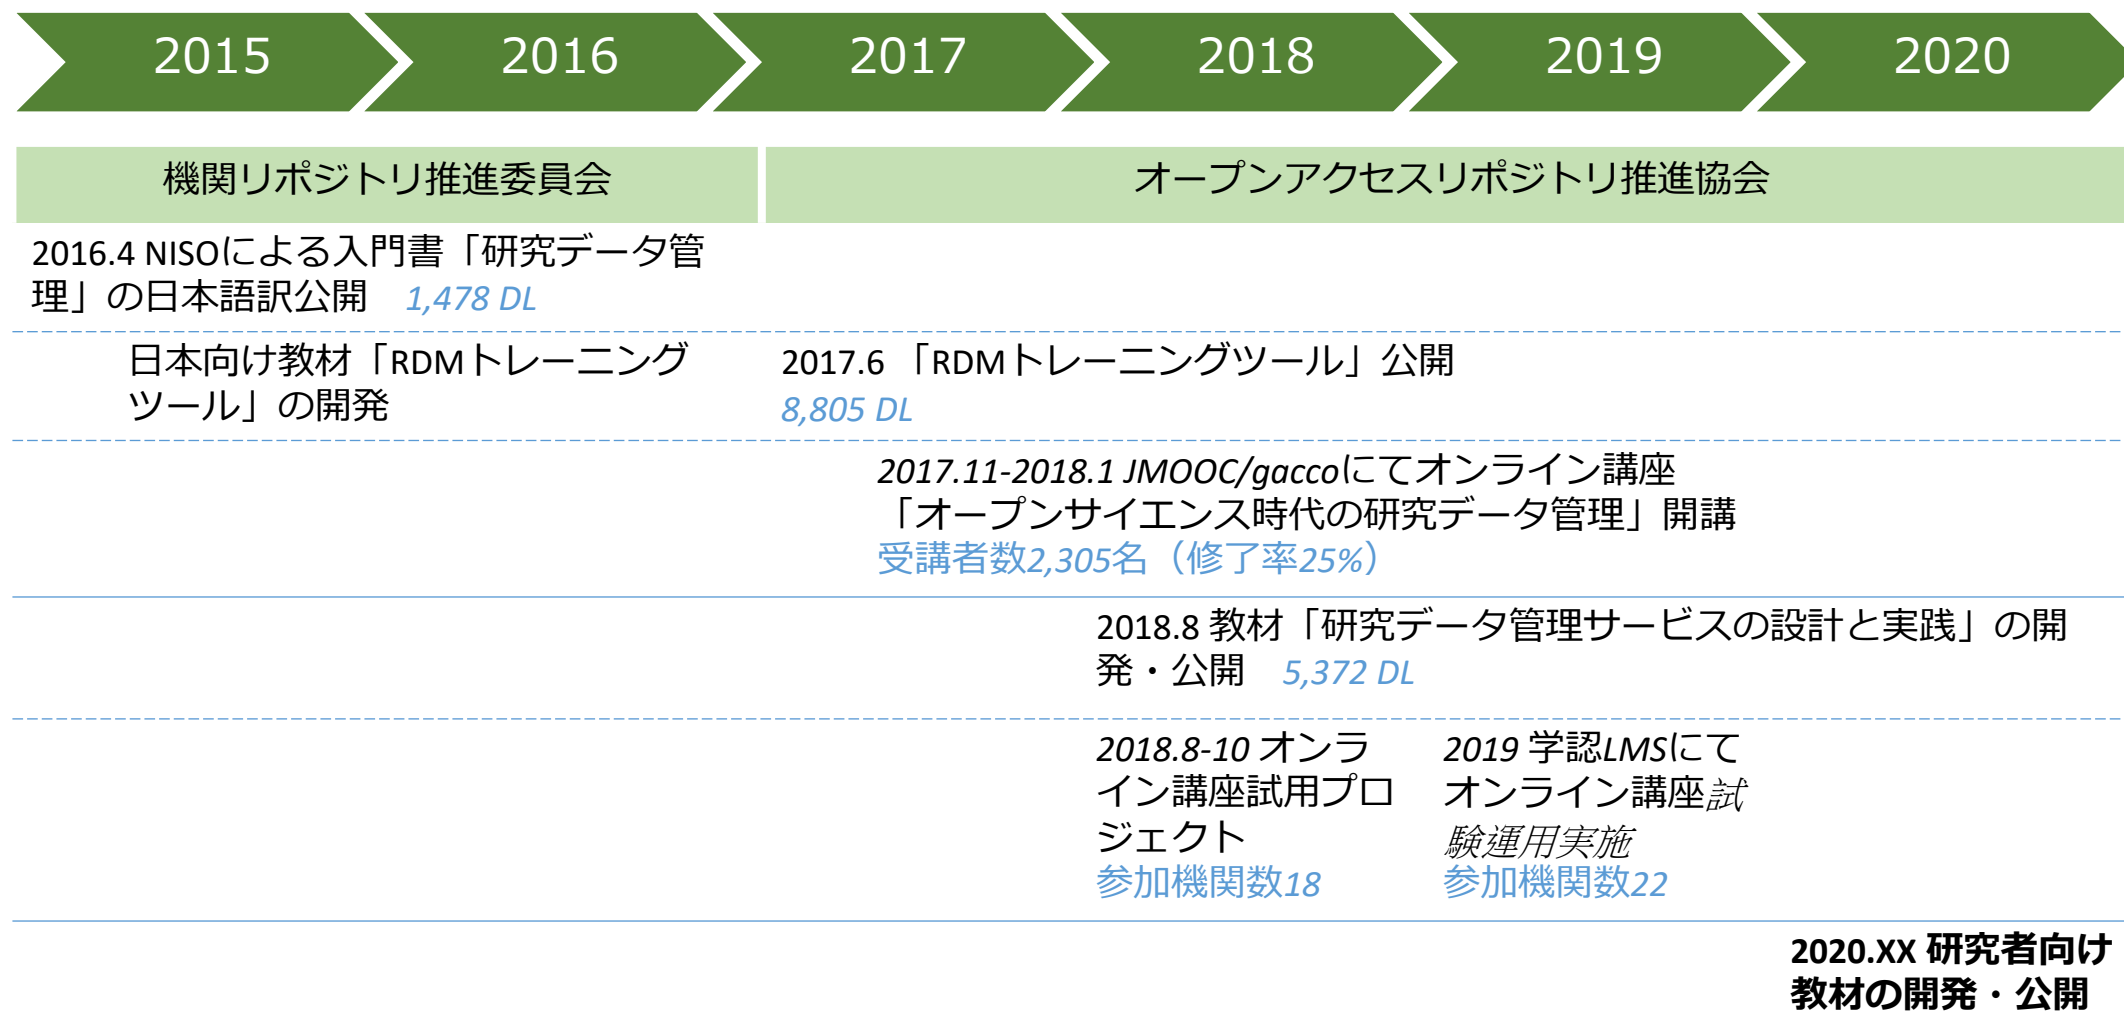 2015 2016 2017 2018 2019 2020
機関リポジトリ推進委員会
オープンアクセスリポジトリ推進協会
2016.4 NISOによる入門書「研究データ管
理」の日本語訳公開 1,478 DL
日本向け教材「RDMトレーニング
ツール」の開発
2017.6 「RDMトレーニングツール」公開
8,805 DL
2017.11-2018.1 JMOOC/gaccoにてオンライン講座
「オープンサイエンス時代の研究データ管理」開講
受講者数2,305名（修了率25%）
2018.8 教材「研究データ管理サービスの設計と実践」の開
発・公開 5,372 DL
2018.8-10 オンラ
イン講座試用プロ
ジェクト
参加機関数18
2019 学認LMSにて
オンライン講座試
験運用実施
参加機関数22
2020.XX 研究者向け
教材の開発・公開